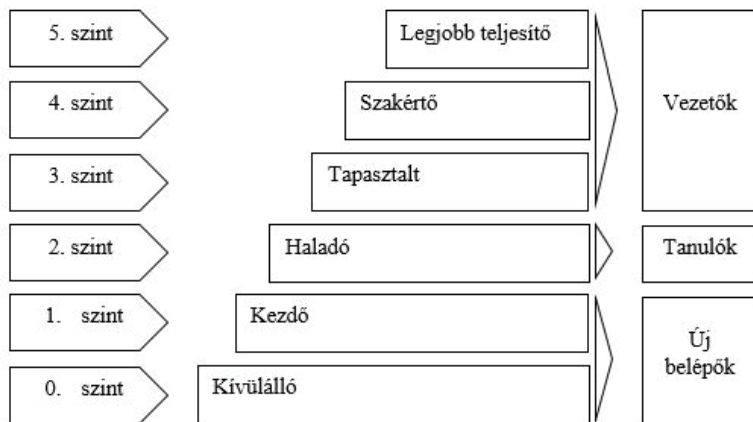 5. szint
Legjobb teljesítő
4. szint
Szakértő
Vezetők
3. szint
Tapasztalt
2. szint
Haladó
Tanulók
1. szint
Kezdő
Új
belépők
0. szint
Kívülálló